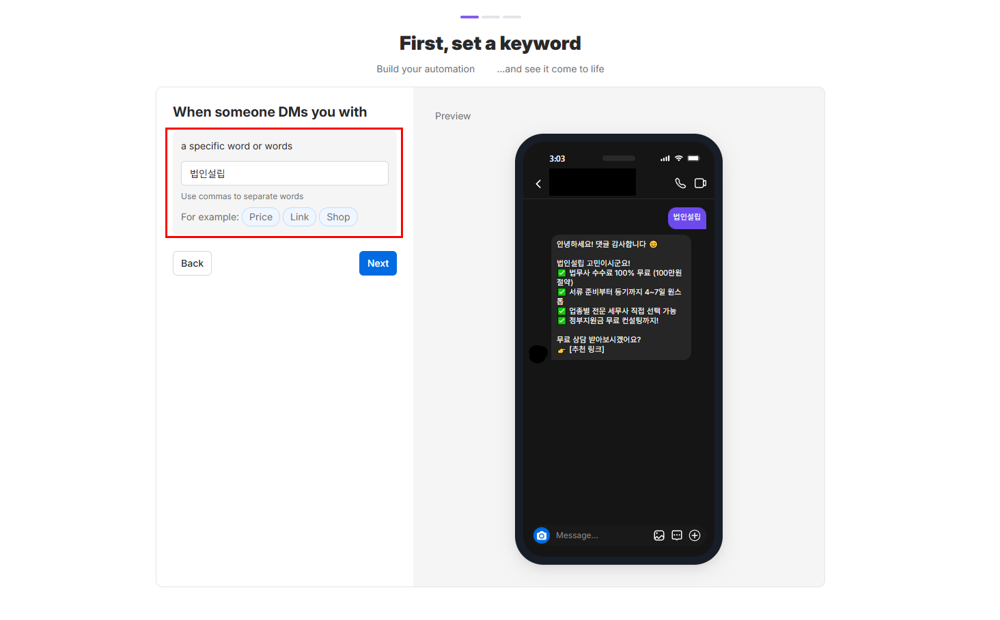 First, set a keyword
Build your automation
...and see it come to life
When someone DMs you with
a specific word or words
법인설립
Use commas to separate words
For example: Price Link Shop
Back
Next
Preview
3:03
법인설립
안녕하세요! 댓글 감사합니다 😊
법인설립 고민이시군요!
✅ 법무사 수수료 100% 무료 (100만원
절약)
✅ 서류 준비부터 등기까지 4~7일 원스
톱
✅ 업종별 전문 세무사 직접 선택 가능
✅ 정부지원금 무료 컨설팅까지!
무료 상담 받아보시겠어요?
👉 [추천 링크]
Message...